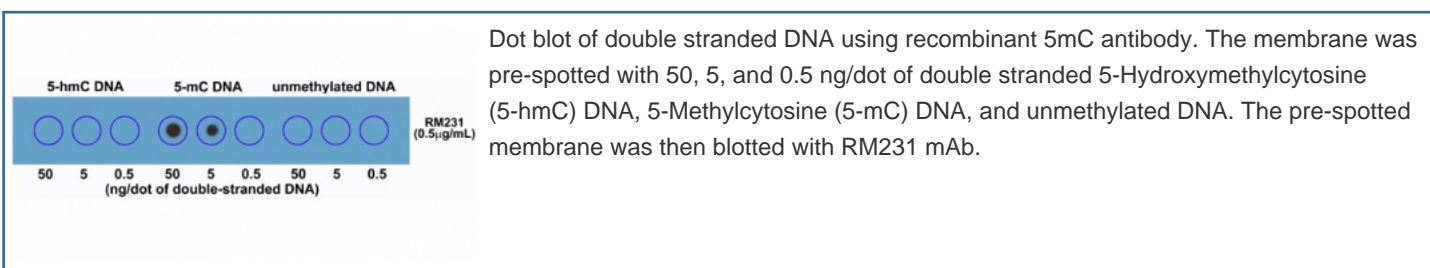 5-hmC DNA 5-mC DNA unmethylated DNA
RM231
(0.5µg/mL)
50 5 0.5 50 5 0.5 50 5 0.5
(ng/dot of double-stranded DNA)
Dot blot of double stranded DNA using recombinant 5mC antibody. The membrane was
pre-spotted with 50, 5, and 0.5 ng/dot of double stranded 5-Hydroxymethylcytosine
(5-hmC) DNA, 5-Methylcytosine (5-mC) DNA, and unmethylated DNA. The pre-spotted
membrane was then blotted with RM231 mAb.